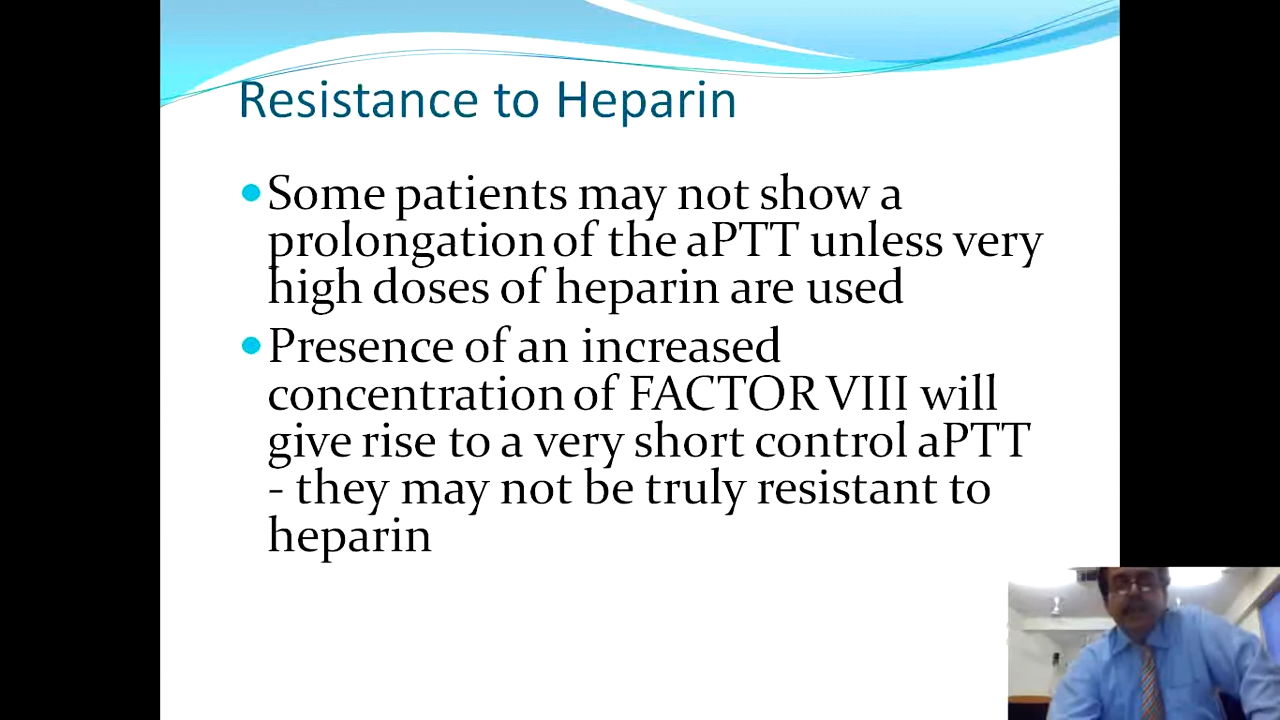 Resistance to Heparin
•Some patients may not show a
prolongation of the aPTT unless very
high doses of heparin are used
•Presence of an increased
concentration of FACTOR VIII will
give rise to a very short control aPTT
- they may not be truly resistant to
heparin